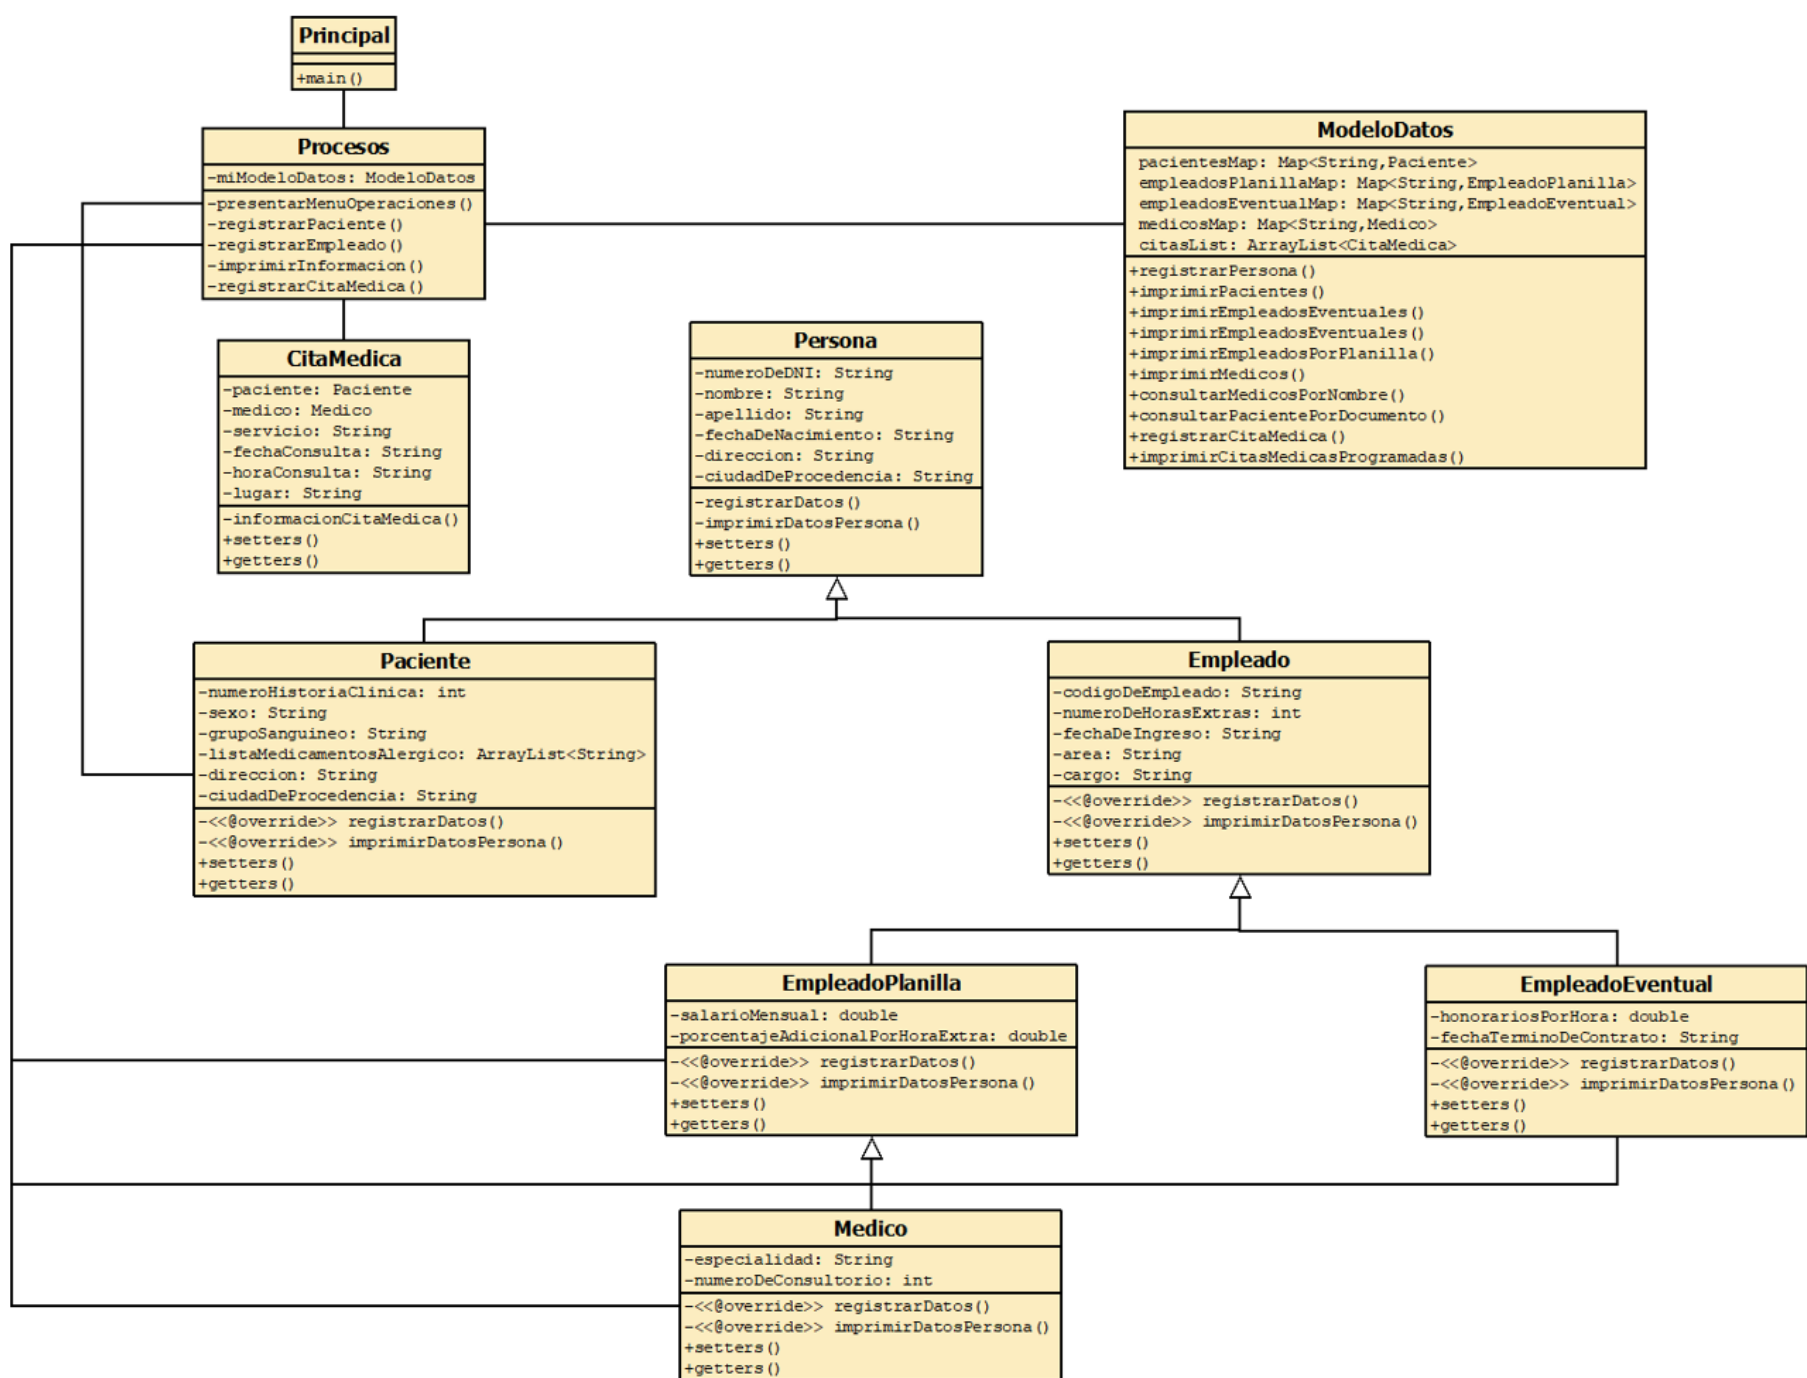 Principal
+main()
Procesos
-miModeloDatos: ModeloDatos
-presentarMenuOperaciones()
-registrarPaciente()
-registrarEmpleado()
-imprimirInformacion()
-registrarCitaMedica()
ModeloDatos
pacientesMap: Map<String,Paciente>
empleadosPlanillaMap: Map<String,EmpleadoPlanilla>
empleadosEventualMap: Map<String,EmpleadoEventual>
medicosMap: Map<String,Medico>
citasList: ArrayList<CitaMedica>
+registrarPersona()
+imprimirPacientes()
+imprimirEmpleadosEventuales()
+imprimirEmpleadosEventuales()
+imprimirEmpleadosPorPlanilla()
+imprimirMedicos()
+consultarMedicosPorNombre()
+consultarPacientePorDocumento()
+registrarCitaMedica()
+imprimirCitasMedicasProgramadas()
CitaMedica
-paciente: Paciente
-medico: Medico
-servicio: String
-fechaConsulta: String
-horaConsulta: String
-lugar: String
-informacionCitaMedica()
+setters()
+getters()
Persona
-numeroDeDNI: String
-nombre: String
-apellido: String
-fechaDeNacimiento: String
-direccion: String
-ciudadDeProcedencia: String
-registrarDatos()
-imprimirDatosPersona()
+setters()
+getters()
Paciente
-numeroHistoriaClinica: int
-sexo: String
-grupoSanguineo: String
-listaMedicamentosAlergico: ArrayList<String>
-direccion: String
-ciudadDeProcedencia: String
-<<@override>> registrarDatos()
-<<@override>> imprimirDatosPersona()
+setters()
+getters()
Empleado
-codigoDeEmpleado: String
-numeroDeHorasExtras: int
-fechaDeIngreso: String
-area: String
-cargo: String
-<<@override>> registrarDatos()
-<<@override>> imprimirDatosPersona()
+setters()
+getters()
EmpleadoPlanilla
-salarioMensual: double
-porcentajeAdicionalPorHoraExtra: double
-<<@override>> registrarDatos()
-<<@override>> imprimirDatosPersona()
+setters()
+getters()
EmpleadoEventual
-honorariosPorHora: double
-fechaTerminoDeContrato: String
-<<@override>> registrarDatos()
-<<@override>> imprimirDatosPersona()
+setters()
+getters()
Medico
-especialidad: String
-numeroDeConsultorio: int
-<<@override>> registrarDatos()
-<<@override>> imprimirDatosPersona()
+setters()
+getters()